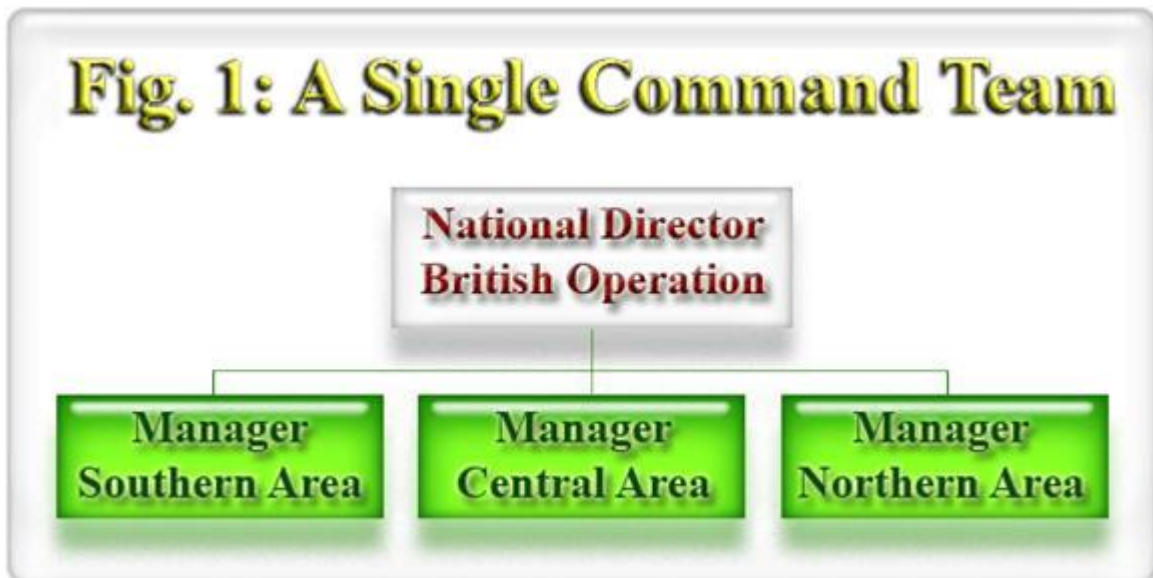 Fig. 1: A Single Command Team
National Director
British Operation
Manager
Southern Area
Manager
Central Area
Manager
Northern Area